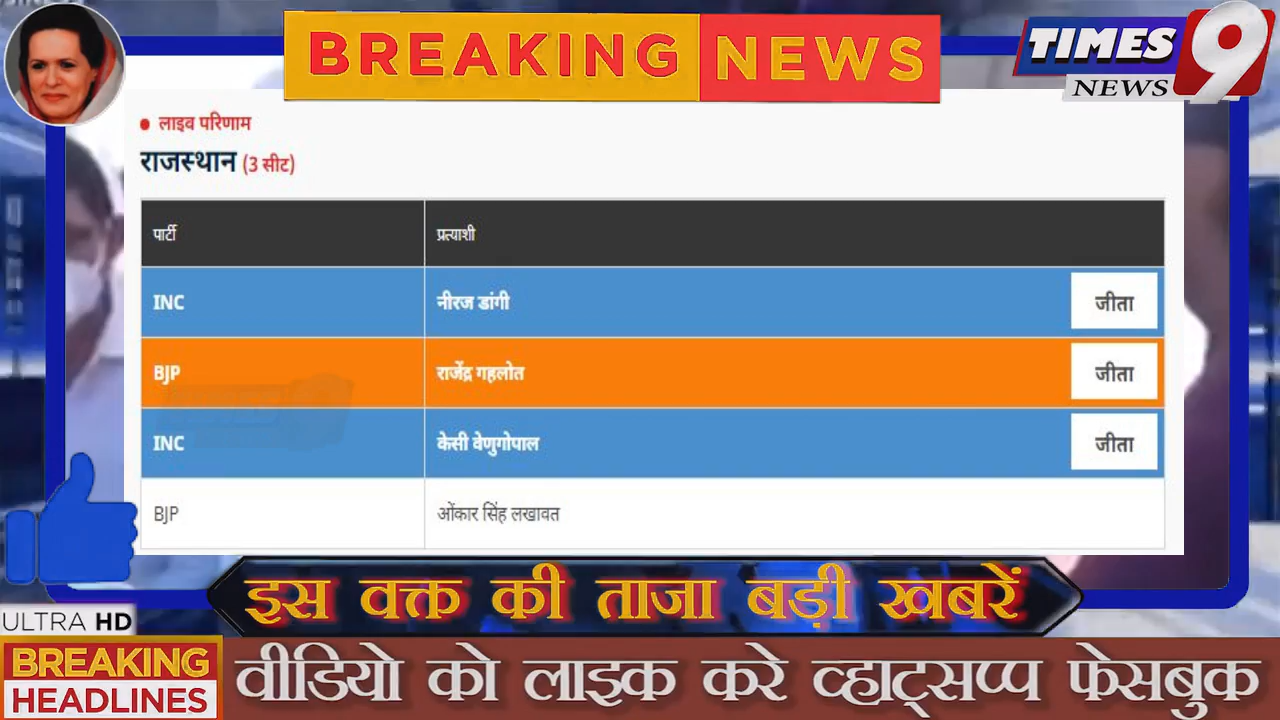 BREAKING NEWS
TIMES 9
NEWS
लाइव परिणाम
राजस्थान (3 सीट)
पार्टी प्रत्याशी
INC नीरज डांगी जीता
BJP राजेंद्र गहलोत जीता
INC केसी वेणुगोपाल जीता
BJP ओंकार सिंह लखावत
इस वक्त की ताजा बड़ी खबरें
ULTRA HD
BREAKING
HEADLINES
वीडियो को लाइक करे व्हाट्सप्प फेसबुक